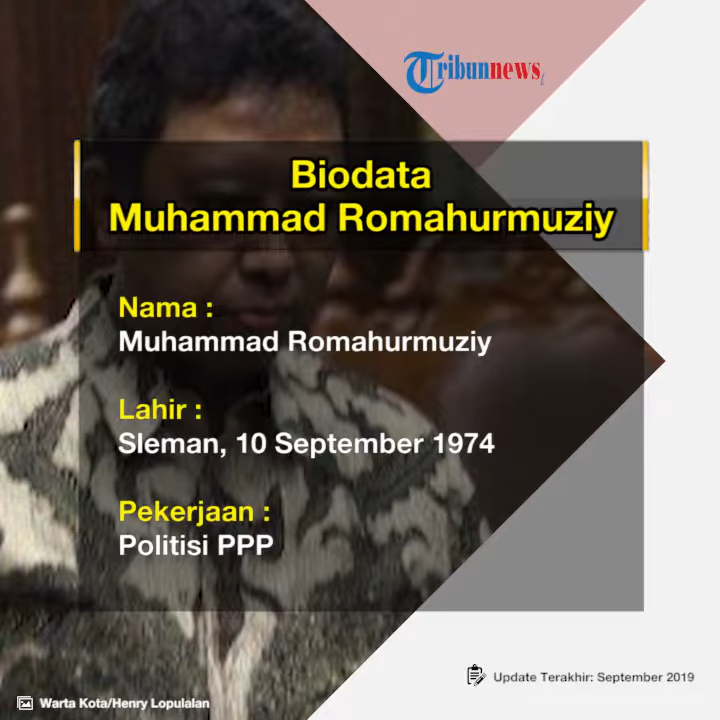 Tribunnews
Biodata
Muhammad Romahurmuziy
Nama :
Muhammad Romahurmuziy
Lahir :
Sleman, 10 September 1974
Pekerjaan :
Politisi PPP
Update Terakhir: September 2019
Warta Kota/Henry Lopulalan